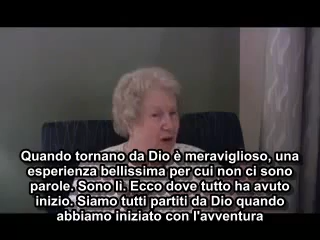 Quando tornano da Dio è meraviglioso, una
esperienza bellissima per cui non ci sono
parole. Sono lì. Ecco dove tutto ha avuto
inizio. Siamo tutti partiti da Dio quando
abbiamo iniziato con l'avventura